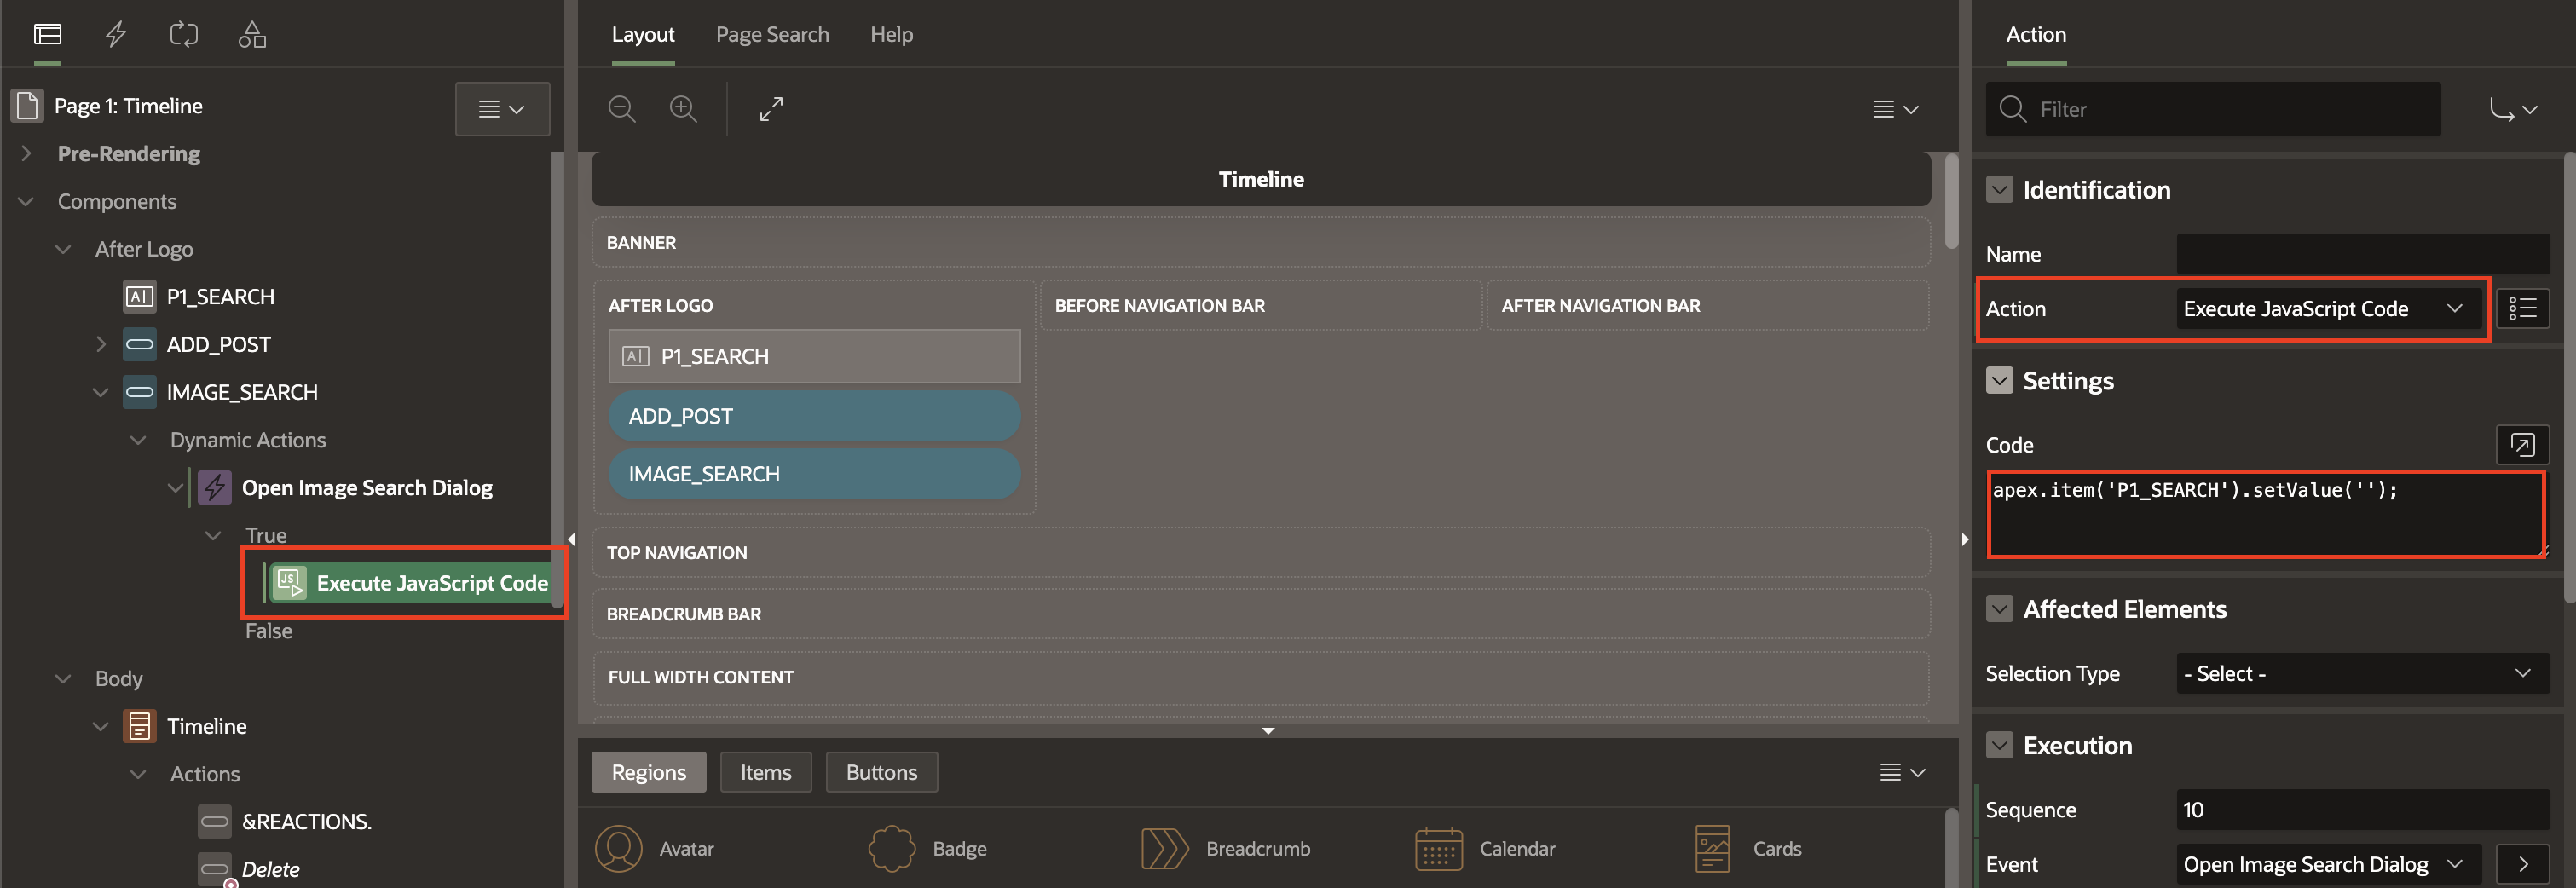 Page 1: Timeline
Pre-Rendering
Components
After Logo
P1_SEARCH
ADD_POST
IMAGE_SEARCH
Dynamic Actions
Open Image Search Dialog
True
Execute JavaScript Code
False
Body
Timeline
Actions
&REACTIONS.
Delete
Layout
Page Search
Help
Timeline
BANNER
AFTER LOGO
P1_SEARCH
ADD_POST
IMAGE_SEARCH
BEFORE NAVIGATION BAR
AFTER NAVIGATION BAR
TOP NAVIGATION
BREADCRUMB BAR
FULL WIDTH CONTENT
Regions
Items
Buttons
Avatar
Badge
Breadcrumb
Calendar
Cards
Action
Filter
Identification
Name
Action
Execute JavaScript Code
Settings
Code
apex.item('P1_SEARCH').setValue('');
Affected Elements
Selection Type
- Select -
Execution
Sequence
10
Event
Open Image Search Dialog